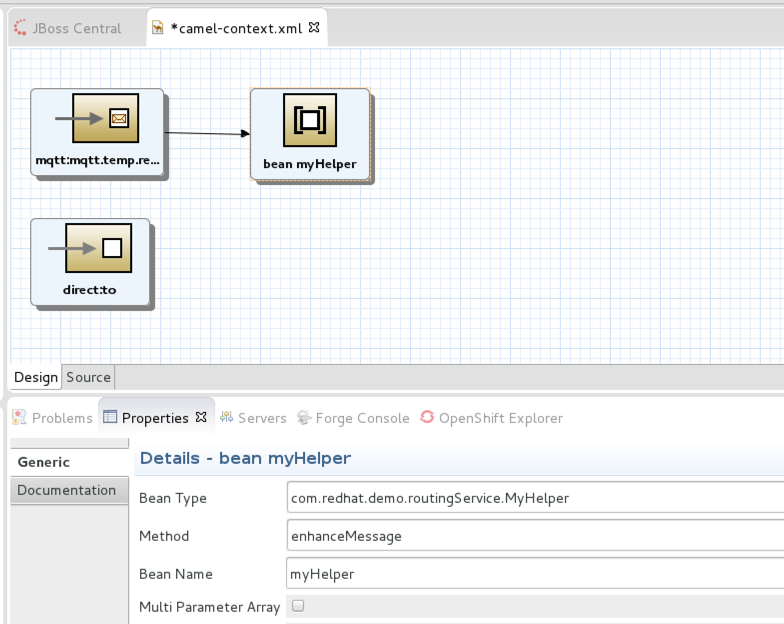 JBoss Central
*camel-context.xml
mqtt:mqtt.temp.re...
bean myHelper
direct:to
Design
Source
Problems
Properties
Servers
Forge Console
OpenShift Explorer
Generic
Documentation
Details - bean myHelper
Bean Type
com.redhat.demo.routingService.MyHelper
Method
enhanceMessage
Bean Name
myHelper
Multi Parameter Array